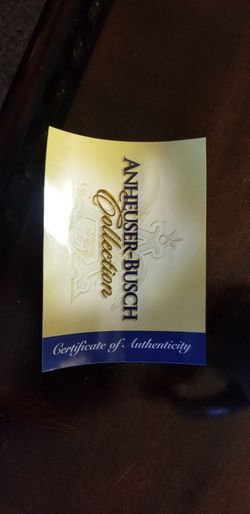 ANHEUSER-BUSCH
Collection
Certificate of Authenticity